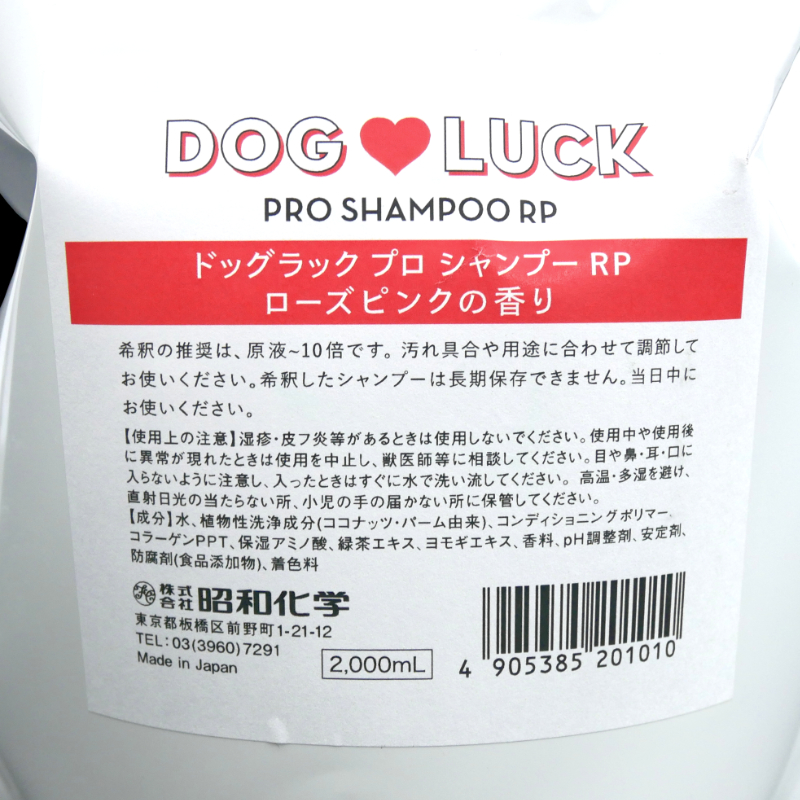 DOG LUCK
PRO SHAMPOO RP
ドッグラック プロ シャンプー RP
ローズピンクの香り
希釈の推奨は、原液~10倍です。汚れ具合や用途に合わせて調節して
お使いください。希釈したシャンプーは長期保存できません。当日中に
お使いください。
【使用上の注意】湿疹・皮フ炎等があるときは使用しないでください。使用中や使用後
に異常が現れたときは使用を中止し、獣医師等に相談してください。目や鼻・耳・口に
入らないように注意し、入ったときはすぐに水で洗い流してください。 高温・多湿を避け、
直射日光の当たらない所、小児の手の届かない所に保管してください。
【成分】水、植物性洗浄成分(ココナッツ・パーム由来)、コンディショニングポリマー、
コラーゲンPPT、保湿アミノ酸、緑茶エキス、ヨモギエキス、香料、pH調整剤、安定剤、
防腐剤(食品添加物)、着色料
株式会社 昭和化学
東京都板橋区前野町1-21-12
TEL：03(3960)7291
Made in Japan
2,000mL
4 905385 201010